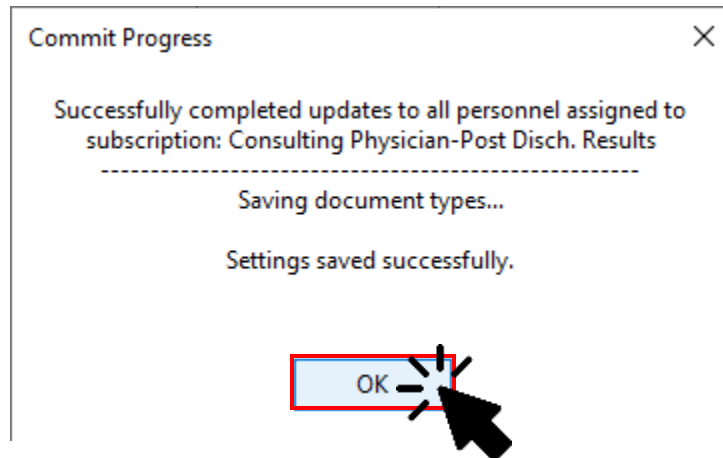 Commit Progress
Successfully completed updates to all personnel assigned to
subscription: Consulting Physician-Post Disch. Results
------------------------------------------------------
Saving document types...
Settings saved successfully.
OK